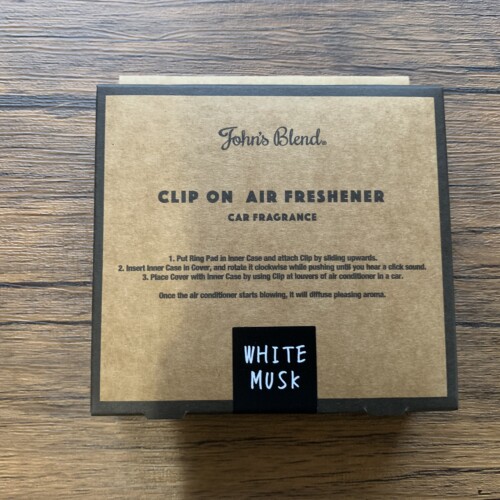 John's Blend®
CLIP ON AIR FRESHENER
CAR FRAGRANCE
1. Put Ring Pad in Inner Case and attach Clip by sliding upwards.
2. Insert Inner Case in Cover, and rotate it clockwise while pushing until you hear a click sound.
3. Place Cover with Inner Case by using Clip at louvers of air conditioner in a car.
Once the air conditioner starts blowing, it will diffuse pleasing aroma.
WHITE
MUSK